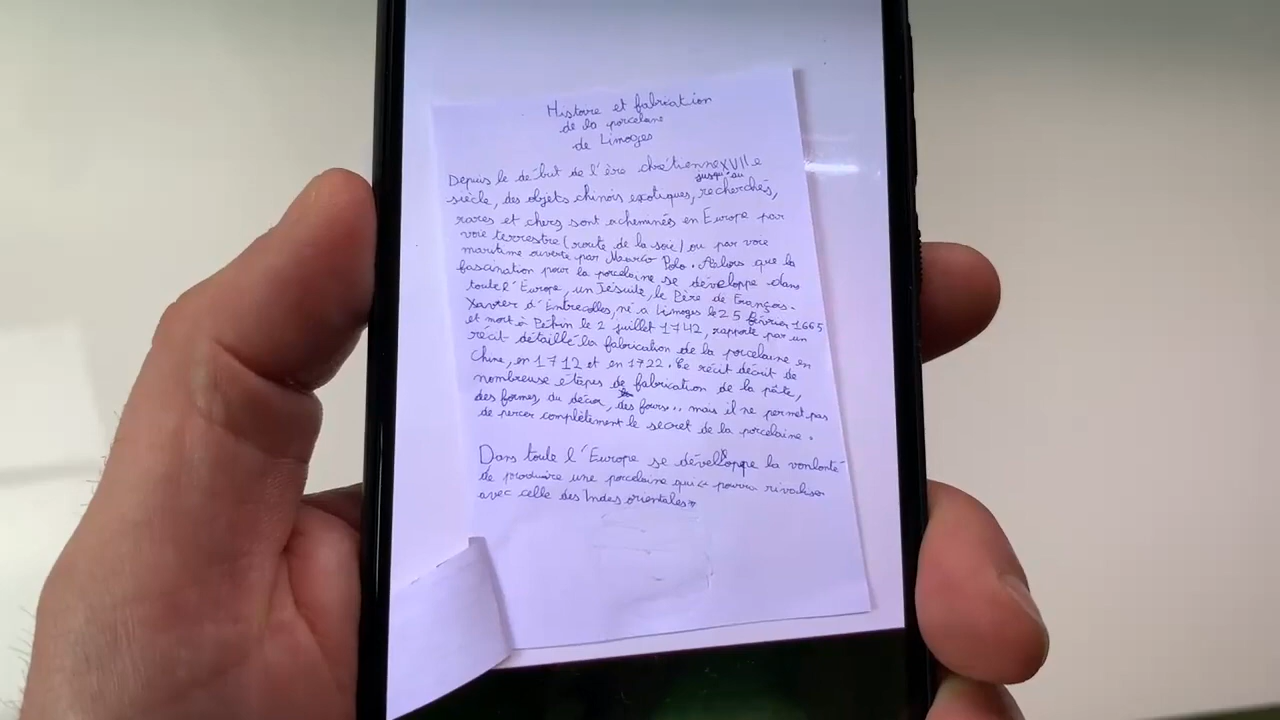 Histoire et fabrication
de la porcelane
de Limoges
Depuis le début de l'ère chrétienne XVIIe
jusqu'au
siècle, des objets chinois exotiques, recherchés,
rares et chers sont acheminés en Europe par
voie terrestre (route de la soie) ou par voie
maritime ouverte par Marco Polo. Alors que la
fascination pour la porcelaine se développe dans
toute l'Europe, un Jésuite, le Père de François-
Xavier d'Entrecolles, né à Limoges le 25 février 1665
et mort à Pékin le 2 juillet 1742, rapporte par un
récit détaillé la fabrication de la porcelaine en
Chine, en 1712 et en 1722. Ce récit décrit de
nombreuse étapes de fabrication de la pâte,
des formes, du décor, des fours.. mais il ne permet pas
de percer complètement le secret de la porcelaine.
Dans toute l'Europe se développe la vonlonté
de produire une porcelaine qui « pourra rivaliser
avec celle des Indes orientales"